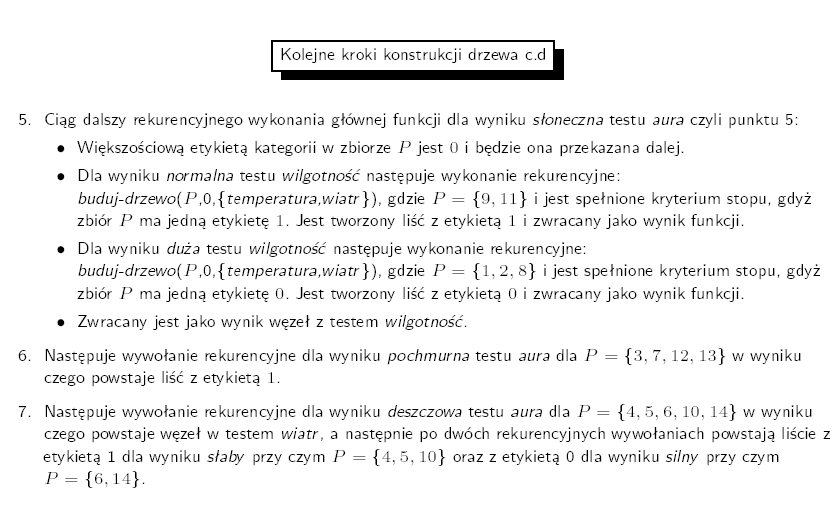 Kolejne kroki konstrukcji drzewa c.d
5. Ciąg dalszy rekurencyjnego wykonania głównej funkcji dla wyniku słoneczna testu aura czyli punktu 5:
• Większościową etykietą kategorii w zbiorze P jest 0 i będzie ona przekazana dalej.
• Dla wyniku normalna testu wilgotność następuje wykonanie rekurencyjne:
buduj-drzewo(P,0,{temperatura,wiatr}), gdzie P = {9, 11} i jest spełnione kryterium stopu, gdyż
zbiór P ma jedną etykietę 1. Jest tworzony liść z etykietą 1 i zwracany jako wynik funkcji.
• Dla wyniku duża testu wilgotność następuje wykonanie rekurencyjne:
buduj-drzewo(P,0,{temperatura,wiatr}), gdzie P = {1, 2, 8} i jest spełnione kryterium stopu, gdyż
zbiór P ma jedną etykietę 0. Jest tworzony liść z etykietą 0 i zwracany jako wynik funkcji.
• Zwracany jest jako wynik węzeł z testem wilgotność.
6. Następuje wywołanie rekurencyjne dla wyniku pochmurna testu aura dla P = {3, 7, 12, 13} w wyniku
czego powstaje liść z etykietą 1.
7. Następuje wywołanie rekurencyjne dla wyniku deszczowa testu aura dla P = {4, 5, 6, 10, 14} w wyniku
czego powstaje węzeł w testem wiatr, a następnie po dwóch rekurencyjnych wywołaniach powstają liście z
etykietą 1 dla wyniku słaby przy czym P = {4, 5, 10} oraz z etykietą 0 dla wyniku silny przy czym
P = {6, 14}.